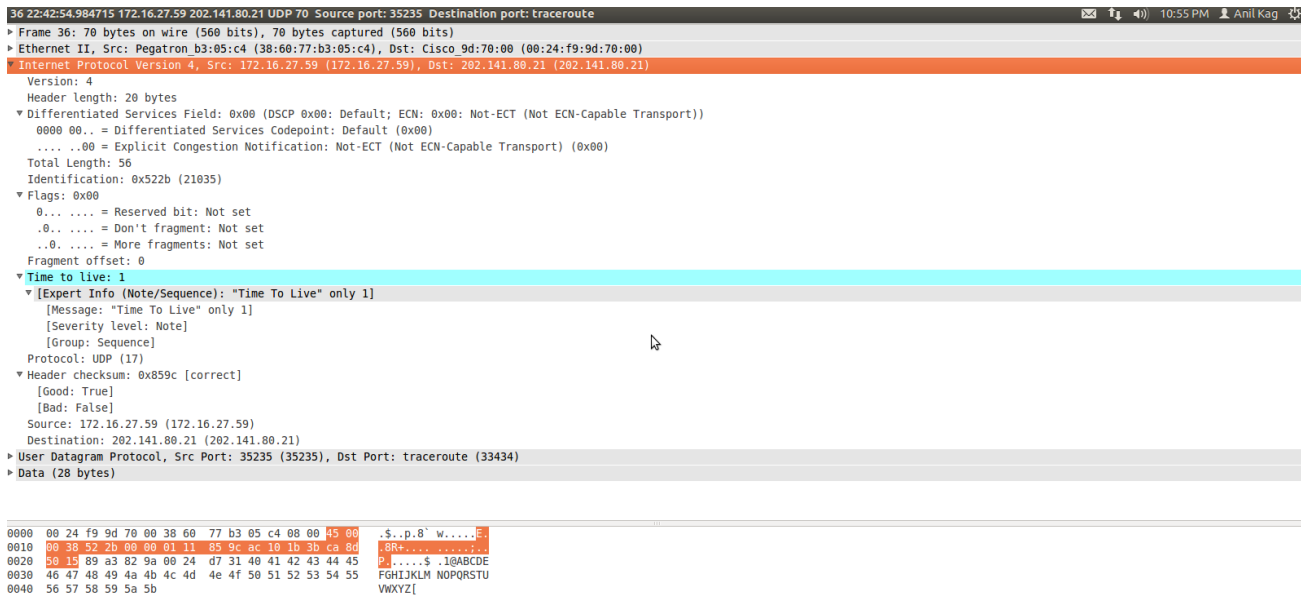 36 22:42:54.984715 172.16.27.59 202.141.80.21 UDP 70 Source port: 35235 Destination port: traceroute
10:55 PM Anil Kag
Frame 36: 70 bytes on wire (560 bits), 70 bytes captured (560 bits)
Ethernet II, Src: Pegatron_b3:05:c4 (38:60:77:b3:05:c4), Dst: Cisco_9d:70:00 (00:24:f9:9d:70:00)
Internet Protocol Version 4, Src: 172.16.27.59 (172.16.27.59), Dst: 202.141.80.21 (202.141.80.21)
Version: 4
Header length: 20 bytes
Differentiated Services Field: 0x00 (DSCP 0x00: Default; ECN: 0x00: Not-ECT (Not ECN-Capable Transport))
0000 00.. = Differentiated Services Codepoint: Default (0x00)
.... ..00 = Explicit Congestion Notification: Not-ECT (Not ECN-Capable Transport) (0x00)
Total Length: 56
Identification: 0x522b (21035)
Flags: 0x00
0... .... = Reserved bit: Not set
.0.. .... = Don't fragment: Not set
..0. .... = More fragments: Not set
Fragment offset: 0
Time to live: 1
[Expert Info (Note/Sequence): "Time To Live" only 1]
[Message: "Time To Live" only 1]
[Severity level: Note]
[Group: Sequence]
Protocol: UDP (17)
Header checksum: 0x859c [correct]
[Good: True]
[Bad: False]
Source: 172.16.27.59 (172.16.27.59)
Destination: 202.141.80.21 (202.141.80.21)
User Datagram Protocol, Src Port: 35235 (35235), Dst Port: traceroute (33434)
Data (28 bytes)
0000 00 24 f9 9d 70 00 38 60 77 b3 05 c4 08 00 45 00 .$..p.8` w.....E.
0010 00 38 52 2b 00 00 01 11 85 9c ac 10 1b 3b ca 8d .8R+.... .....;..
0020 50 15 89 a3 82 9a 00 24 d7 31 40 41 42 43 44 45 P......$ .1@ABCDE
0030 46 47 48 49 4a 4b 4c 4d 4e 4f 50 51 52 53 54 55 FGHIJKLM NOPQRSTU
0040 56 57 58 59 5a 5b VWXYZ[